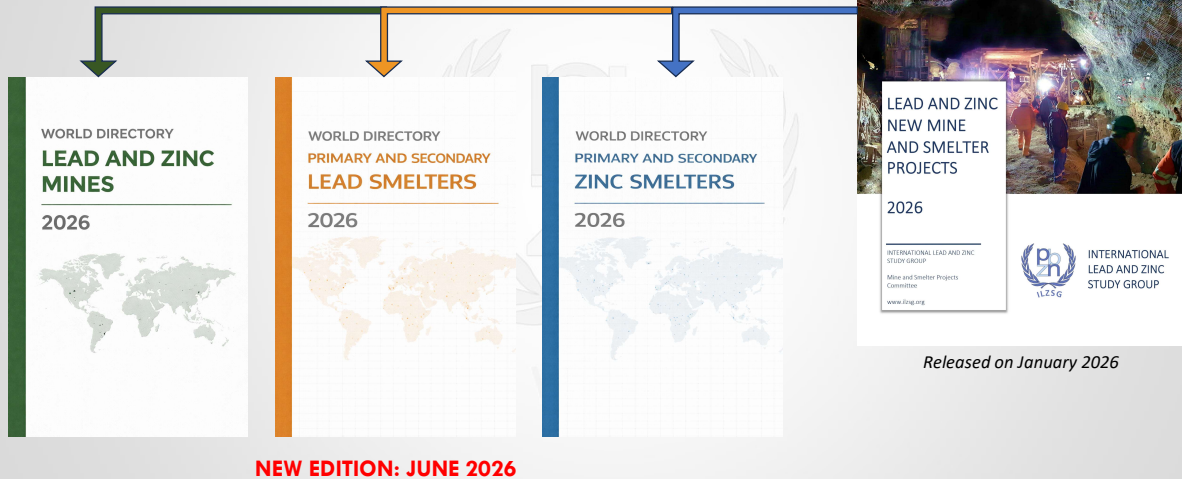 WORLD DIRECTORY
LEAD AND ZINC
MINES
2026
WORLD DIRECTORY
PRIMARY AND SECONDARY
LEAD SMELTERS
2026
WORLD DIRECTORY
PRIMARY AND SECONDARY
ZINC SMELTERS
2026
LEAD AND ZINC
NEW MINE
AND SMELTER
PROJECTS
2026
INTERNATIONAL LEAD AND ZINC
STUDY GROUP
Mine and Smelter Projects
Committee
www.ilzsg.org
pb
zn
ILZSG
INTERNATIONAL
LEAD AND ZINC
STUDY GROUP
Released on January 2026
NEW EDITION: JUNE 2026